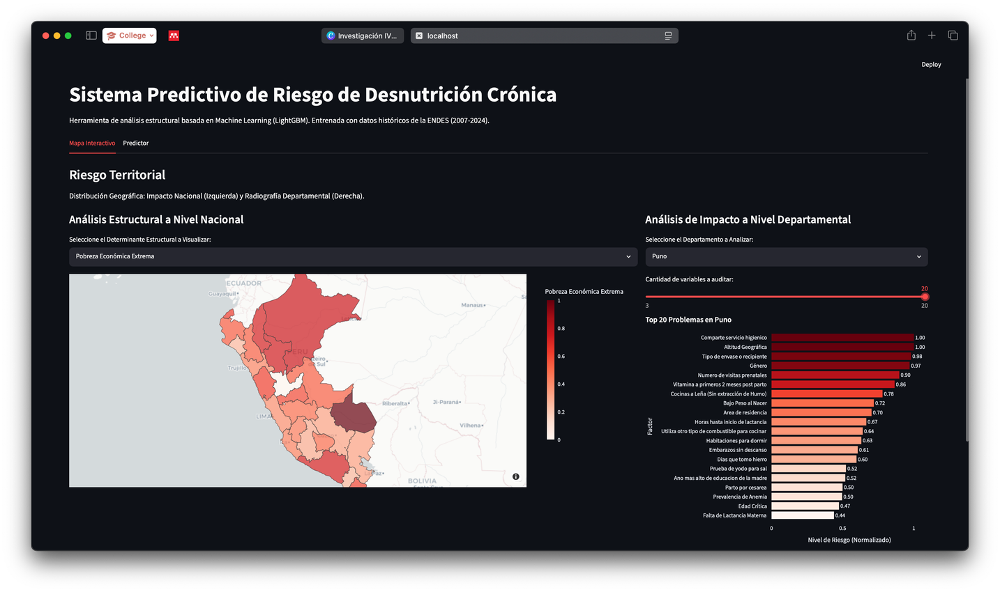 College
Investigación IV...
localhost
Deploy
Sistema Predictivo de Riesgo de Desnutrición Crónica
Herramienta de análisis estructural basada en Machine Learning (LightGBM). Entrenada con datos históricos de la ENDES (2007-2024).
Mapa Interactivo
Predictor
Riesgo Territorial
Distribución Geográfica: Impacto Nacional (Izquierda) y Radiografía Departamental (Derecha).
Análisis Estructural a Nivel Nacional
Seleccione el Determinante Estructural a Visualizar:
Pobreza Económica Extrema
ECUADOR
Guayaquil
Manaus
PERU
Trujillo
de Sul
LIMA
Riberalta
Ji-Paraná
Vilhena
La Paz
BOLIVIA
Pobreza Económica Extrema
1
0.8
0.6
0.4
0.2
0
Análisis de Impacto a Nivel Departamental
Seleccione el Departamento a Analizar:
Puno
Cantidad de variables a auditar:
20
3
20
Top 20 Problemas en Puno
Factor
Comparte servicio higienico 1.00
Altitud Geográfica 1.00
Tipo de envase o recipiente 0.98
Género 0.97
Numero de visitas prenatales 0.90
Vitamina a primeros 2 meses post parto 0.86
Cocinas a Leña (Sin extracción de Humo) 0.78
Bajo Peso al Nacer 0.72
Area de residencia 0.70
Horas hasta inicio de lactancia 0.67
Utiliza otro tipo de combustible para cocinar 0.64
Habitaciones para dormir 0.63
Embarazos sin descanso 0.61
Dias que tomo hierro 0.60
Prueba de yodo para sal 0.52
Ano mas alto de educacion de la madre 0.52
Parto por cesarea 0.50
Prevalencia de Anemia 0.50
Edad Crítica 0.47
Falta de Lactancia Materna 0.44
0
0.5
1
Nivel de Riesgo (Normalizado)